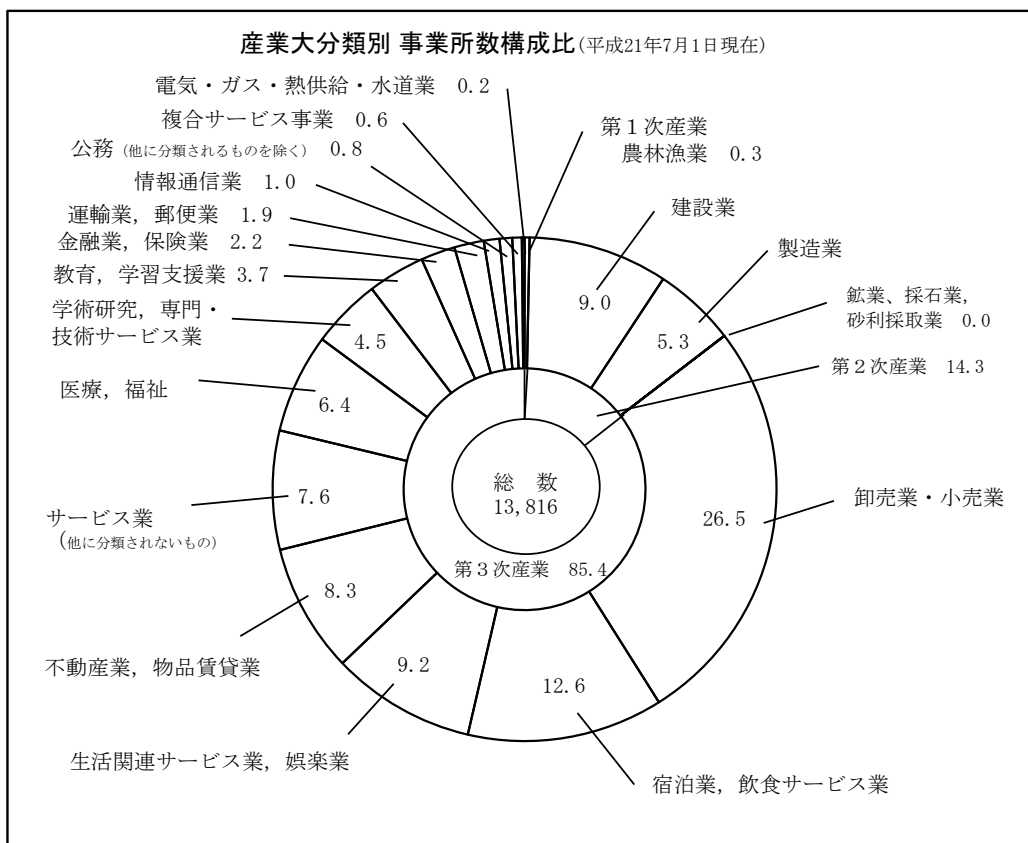 産業大分類別 事業所数構成比(平成21年7月1日現在)
電気・ガス・熱供給・水道業 0.2
複合サービス事業 0.6
公務(他に分類されるものを除く) 0.8
情報通信業 1.0
運輸業，郵便業 1.9
金融業，保険業 2.2
教育，学習支援業 3.7
学術研究，専門・
技術サービス業
4.5
医療，福祉
6.4
サービス業
(他に分類されないもの)
7.6
不動産業，物品賃貸業
8.3
生活関連サービス業，娯楽業
9.2
宿泊業，飲食サービス業
12.6
卸売業・小売業
26.5
第１次産業
農林漁業 0.3
建設業
9.0
製造業
5.3
鉱業、採石業，
砂利採取業 0.0
第２次産業 14.3
総 数
13,816
第３次産業 85.4